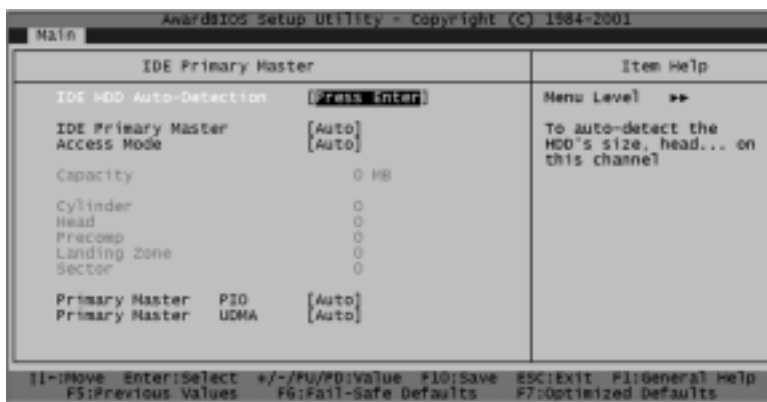 AwardBIOS Setup Utility - Copyright (C) 1984-2001
Main
IDE Primary Master
Item Help
IDE HDD Auto-Detection [Press Enter]
Menu Level ▸▸
IDE Primary Master [Auto]
To auto-detect the
Access Mode [Auto]
HDD's size, head... on
this channel
Capacity 0 MB
Cylinder 0
Head 0
Precomp 0
Landing Zone 0
Sector 0
Primary Master PIO [Auto]
Primary Master UDMA [Auto]
↑↓→:Move Enter:Select +/-/PU/PD:Value F10:Save ESC:Exit F1:General Help
F5:Previous Values F6:Fail-Safe Defaults F7:Optimized Defaults